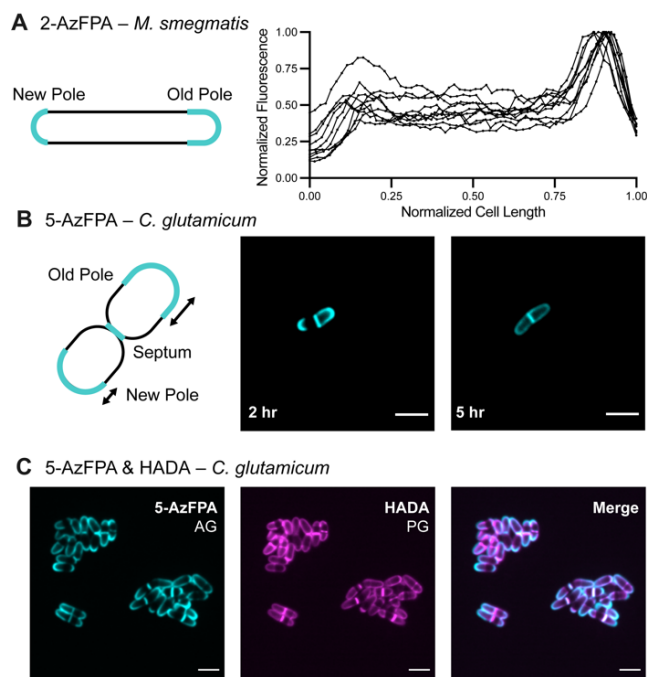 A 2-AzFPA – M. smegmatis
New Pole
Old Pole
Normalized Fluorescence
1.00
0.75
0.50
0.25
0.00
0.00 0.25 0.50 0.75 1.00
Normalized Cell Length
B 5-AzFPA – C. glutamicum
Old Pole
Septum
New Pole
2 hr
5 hr
C 5-AzFPA & HADA – C. glutamicum
5-AzFPA
AG
HADA
PG
Merge